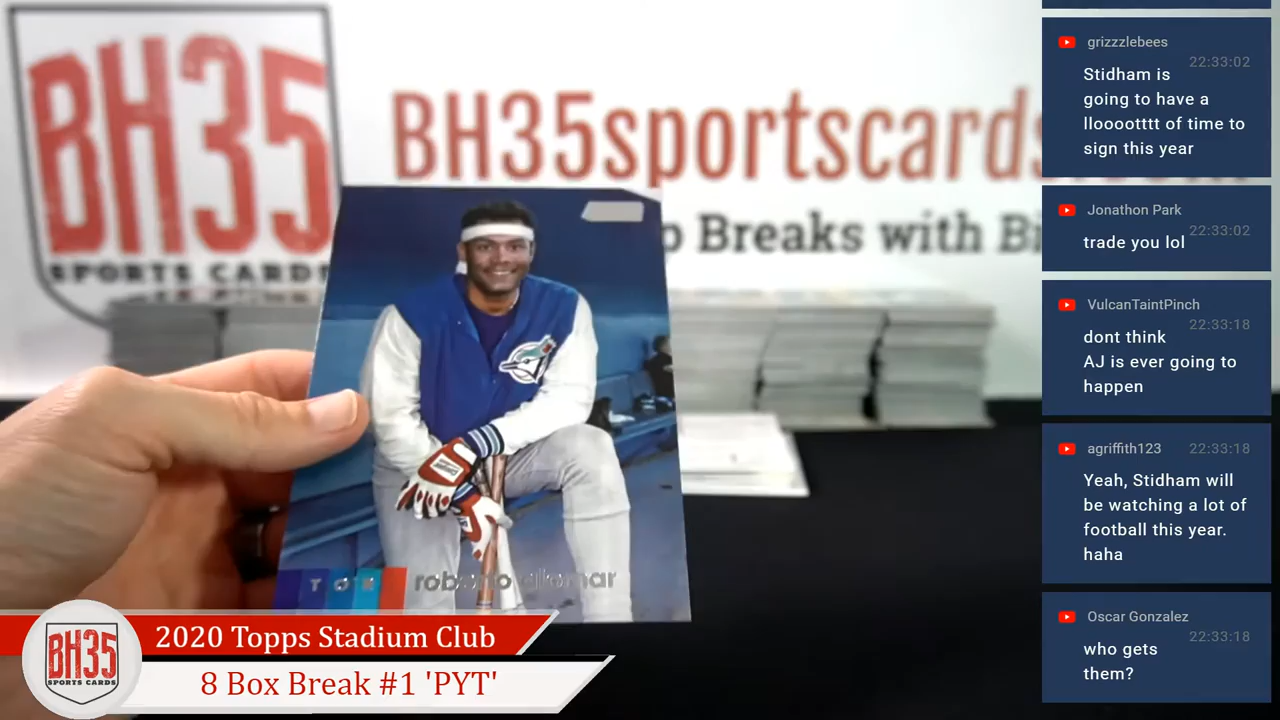 BH35
SPORTS CARDS
BH35sportscards
Breaks with
TOR
roberto alomar
BH35
SPORTS CARDS
2020 Topps Stadium Club
8 Box Break #1 'PYT'
grizzzlebees
22:33:02
Stidham is
going to have a
lloooottt of time to
sign this year
Jonathon Park
22:33:02
trade you lol
VulcanTaintPinch
22:33:18
dont think
AJ is ever going to
happen
agriffith123
22:33:18
Yeah, Stidham will
be watching a lot of
football this year.
haha
Oscar Gonzalez
22:33:18
who gets
them?